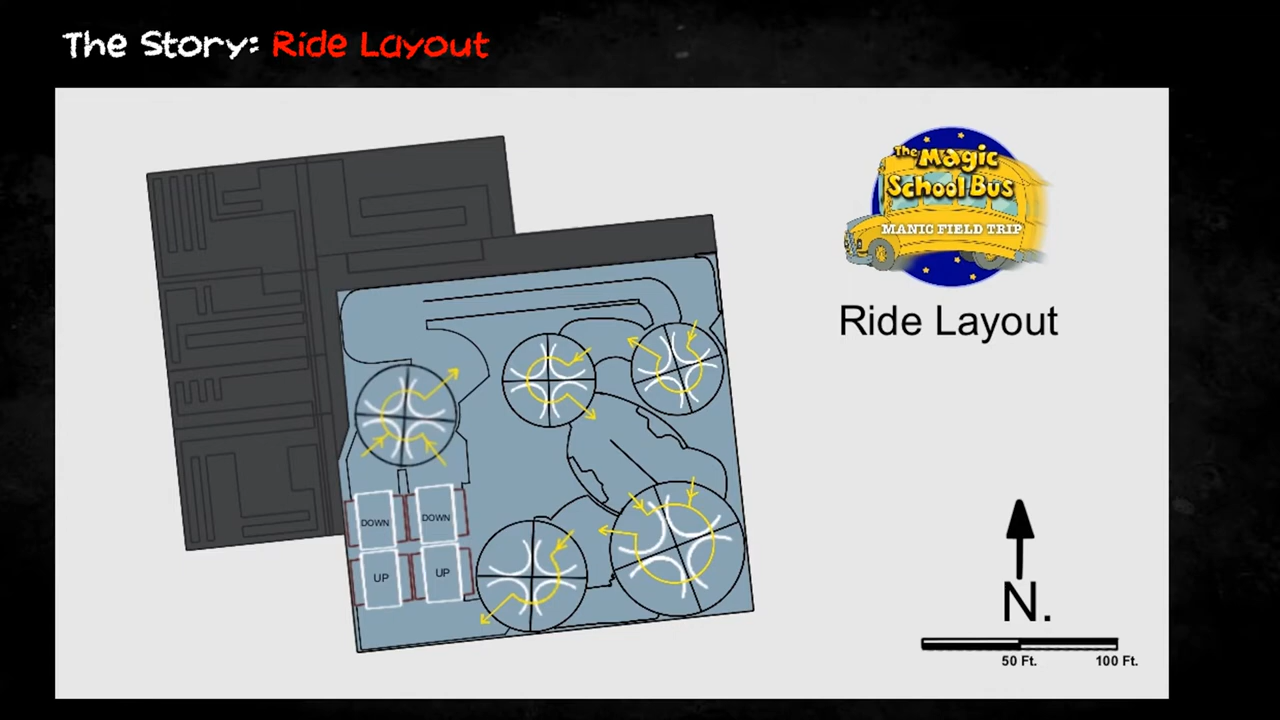 The Story: Ride Layout
The Magic
School Bus
MANIC FIELD TRIP
Ride Layout
DOWN
DOWN
UP
UP
N.
50 Ft.
100 Ft.